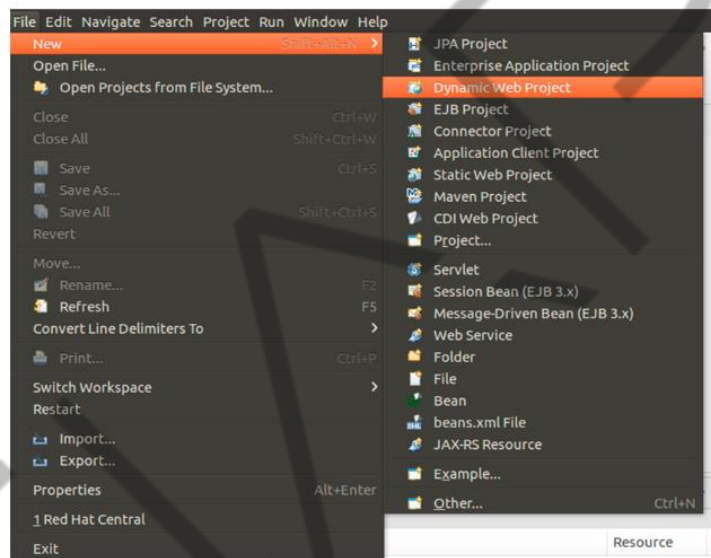 File Edit Navigate Search Project Run Window Help
New Shift+Alt+N >
Open File...
Open Projects from File System...
Close Ctrl+W
Close All Shift+Ctrl+W
Save Ctrl+S
Save As...
Save All Shift+Ctrl+S
Revert
Move...
Rename... F2
Refresh F5
Convert Line Delimiters To >
Print... Ctrl+P
Switch Workspace >
Restart
Import...
Export...
Properties Alt+Enter
1 Red Hat Central
Exit
JPA Project
Enterprise Application Project
Dynamic Web Project
EJB Project
Connector Project
Application Client Project
Static Web Project
Maven Project
CDI Web Project
Project...
Servlet
Session Bean (EJB 3.x)
Message-Driven Bean (EJB 3.x)
Web Service
Folder
File
Bean
beans.xml File
JAX-RS Resource
Example...
Other... Ctrl+N
Resource